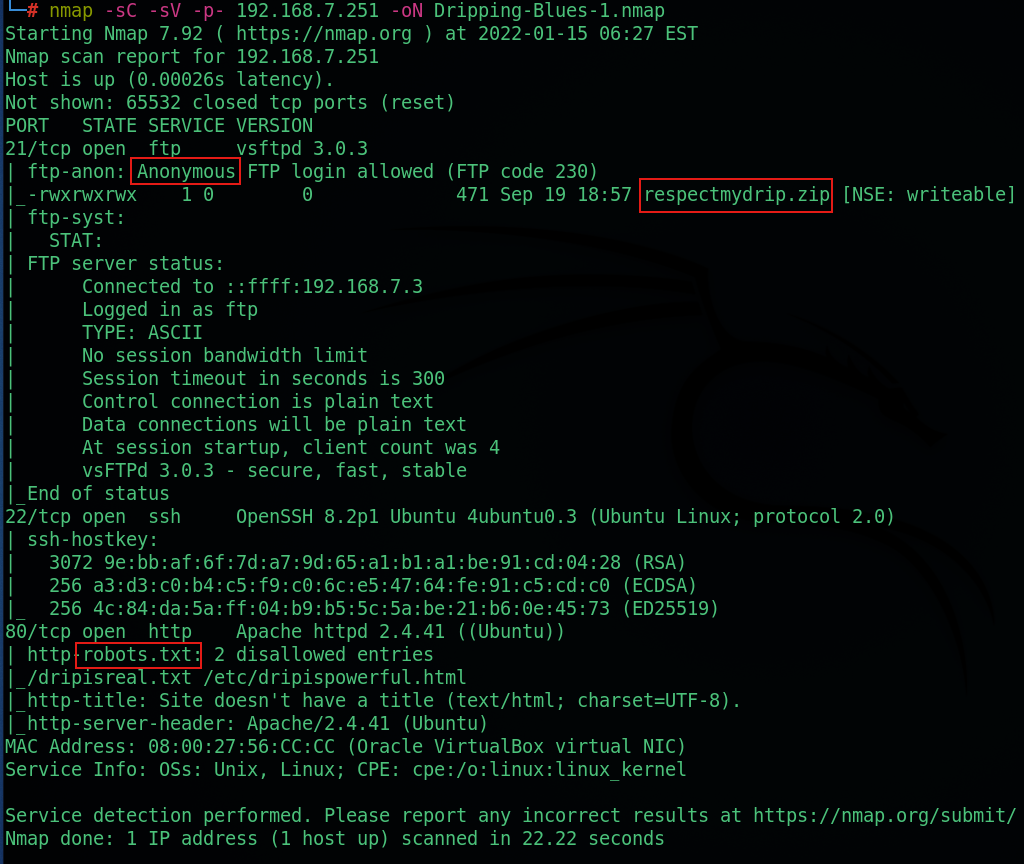 └─# nmap -sC -sV -p- 192.168.7.251 -oN Dripping-Blues-1.nmap
Starting Nmap 7.92 ( https://nmap.org ) at 2022-01-15 06:27 EST
Nmap scan report for 192.168.7.251
Host is up (0.00026s latency).
Not shown: 65532 closed tcp ports (reset)
PORT   STATE SERVICE VERSION
21/tcp open  ftp     vsftpd 3.0.3
| ftp-anon: Anonymous FTP login allowed (FTP code 230)
|_-rwxrwxrwx    1 0        0             471 Sep 19 18:57 respectmydrip.zip [NSE: writeable]
| ftp-syst:
|   STAT:
| FTP server status:
|      Connected to ::ffff:192.168.7.3
|      Logged in as ftp
|      TYPE: ASCII
|      No session bandwidth limit
|      Session timeout in seconds is 300
|      Control connection is plain text
|      Data connections will be plain text
|      At session startup, client count was 4
|      vsFTPd 3.0.3 - secure, fast, stable
|_End of status
22/tcp open  ssh     OpenSSH 8.2p1 Ubuntu 4ubuntu0.3 (Ubuntu Linux; protocol 2.0)
| ssh-hostkey:
|   3072 9e:bb:af:6f:7d:a7:9d:65:a1:b1:a1:be:91:cd:04:28 (RSA)
|   256 a3:d3:c0:b4:c5:f9:c0:6c:e5:47:64:fe:91:c5:cd:c0 (ECDSA)
|_  256 4c:84:da:5a:ff:04:b9:b5:5c:5a:be:21:b6:0e:45:73 (ED25519)
80/tcp open  http    Apache httpd 2.4.41 ((Ubuntu))
| http-robots.txt: 2 disallowed entries
|_/dripisreal.txt /etc/dripispowerful.html
|_http-title: Site doesn't have a title (text/html; charset=UTF-8).
|_http-server-header: Apache/2.4.41 (Ubuntu)
MAC Address: 08:00:27:56:CC:CC (Oracle VirtualBox virtual NIC)
Service Info: OSs: Unix, Linux; CPE: cpe:/o:linux:linux_kernel

Service detection performed. Please report any incorrect results at https://nmap.org/submit/
Nmap done: 1 IP address (1 host up) scanned in 22.22 seconds